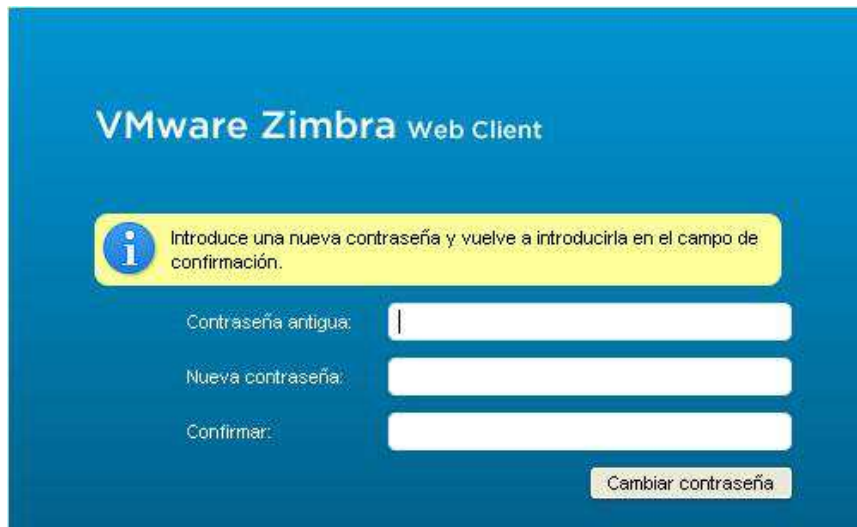 VMware Zimbra Web Client
Introduce una nueva contraseña y vuelve a introducirla en el campo de
confirmación.
Contraseña antigua:
Nueva contraseña:
Confirmar:
Cambiar contraseña